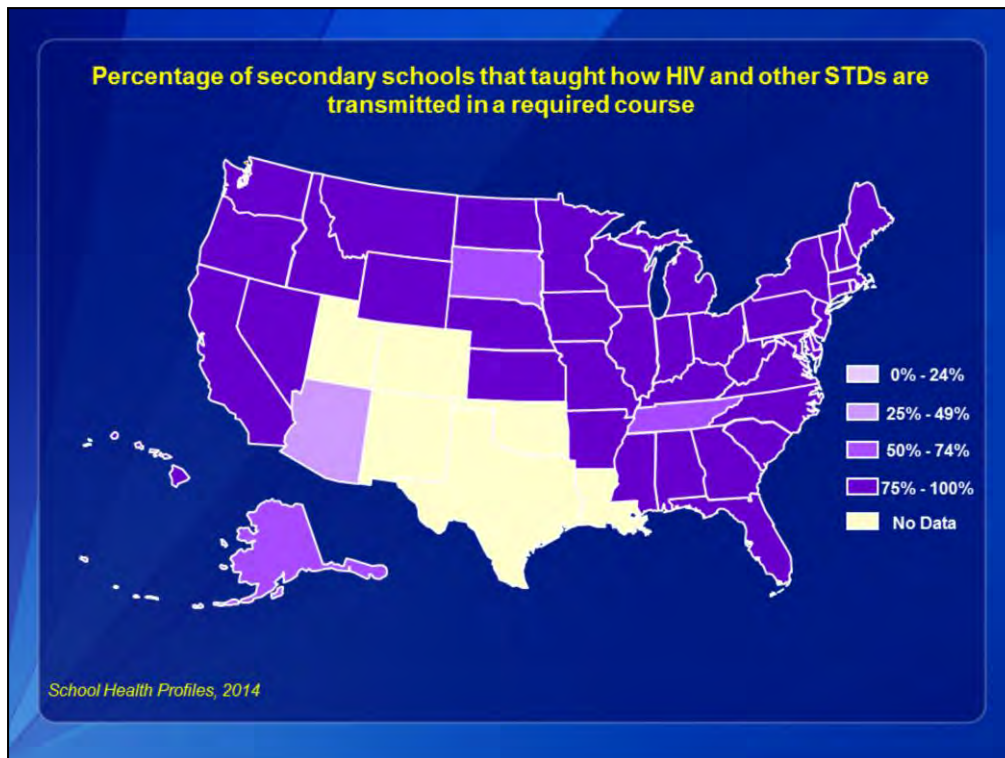 Percentage of secondary schools that taught how HIV and other STDs are
transmitted in a required course
0% - 24%
25% - 49%
50% - 74%
75% - 100%
No Data
School Health Profiles, 2014